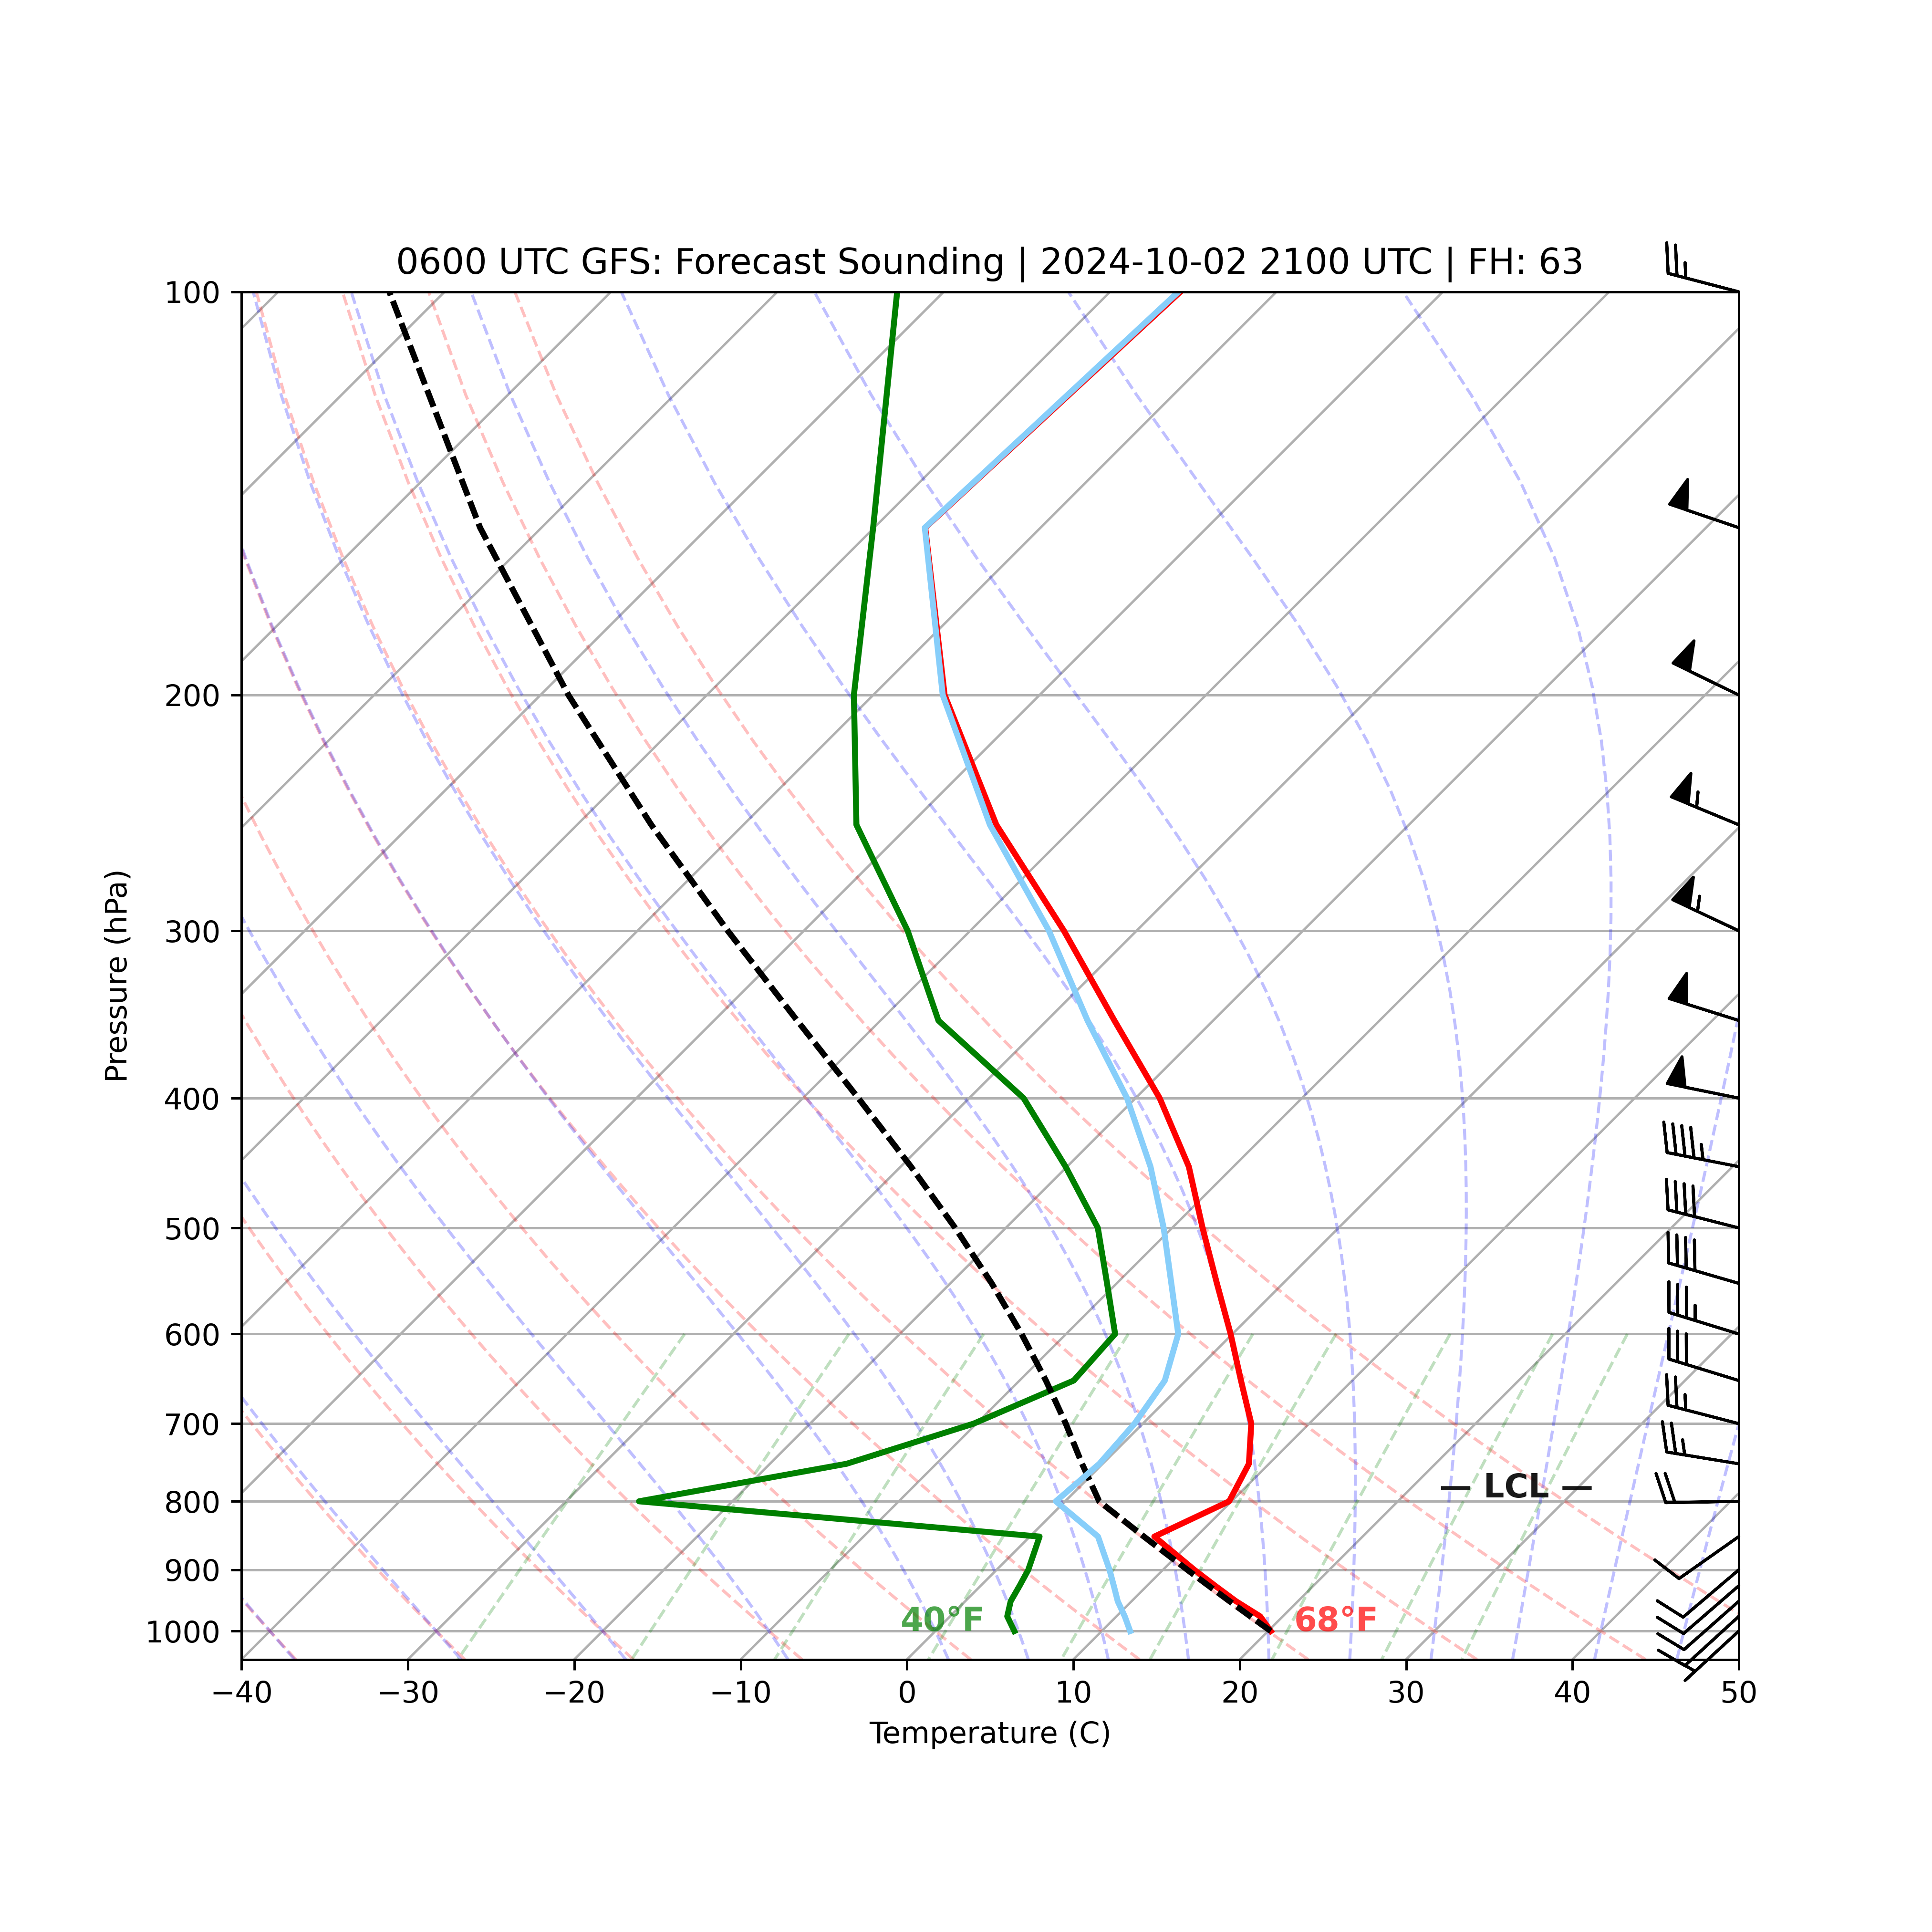 0600 UTC GFS: Forecast Sounding | 2024-10-02 2100 UTC | FH: 63
100
200
300
400
500
600
700
800
900
1000
Pressure (hPa)
— LCL —
40°F
68°F
−40 −30 −20 −10 0 10 20 30 40 50
Temperature (C)